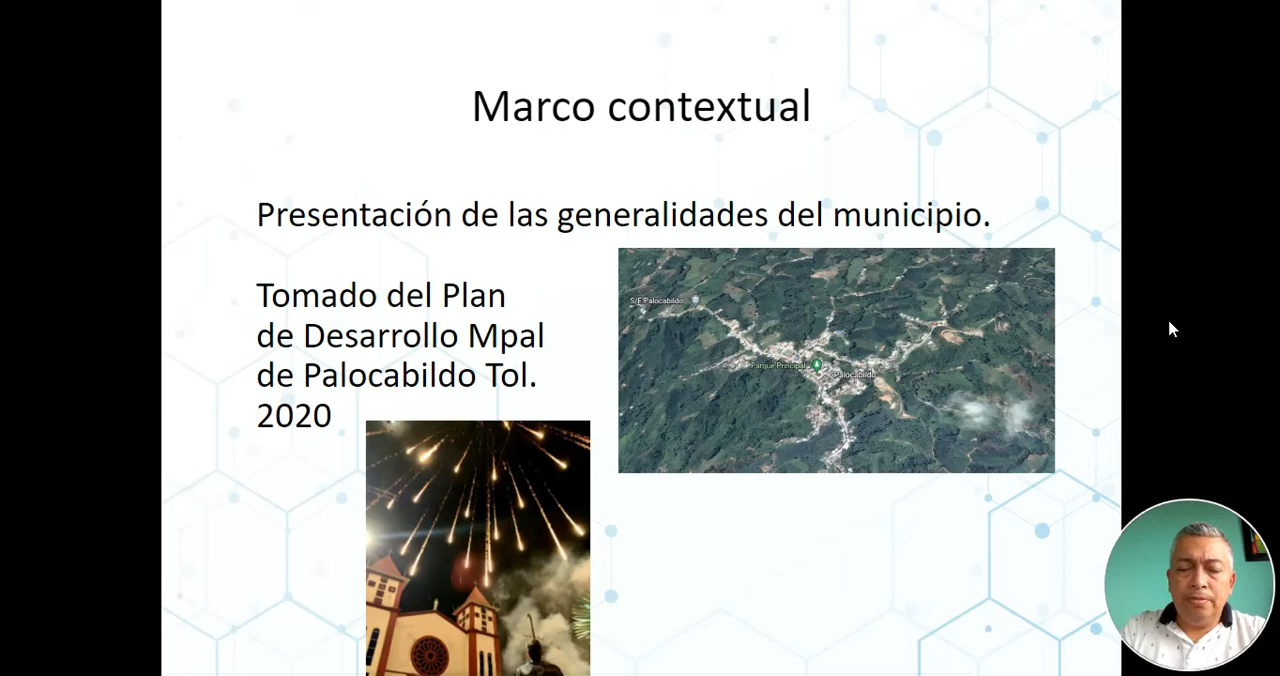 Marco contextual
Presentación de las generalidades del municipio.
Tomado del Plan
de Desarrollo Mpal
de Palocabildo Tol.
2020
S/E Palocabildo
Parque Principal
Palocabildo